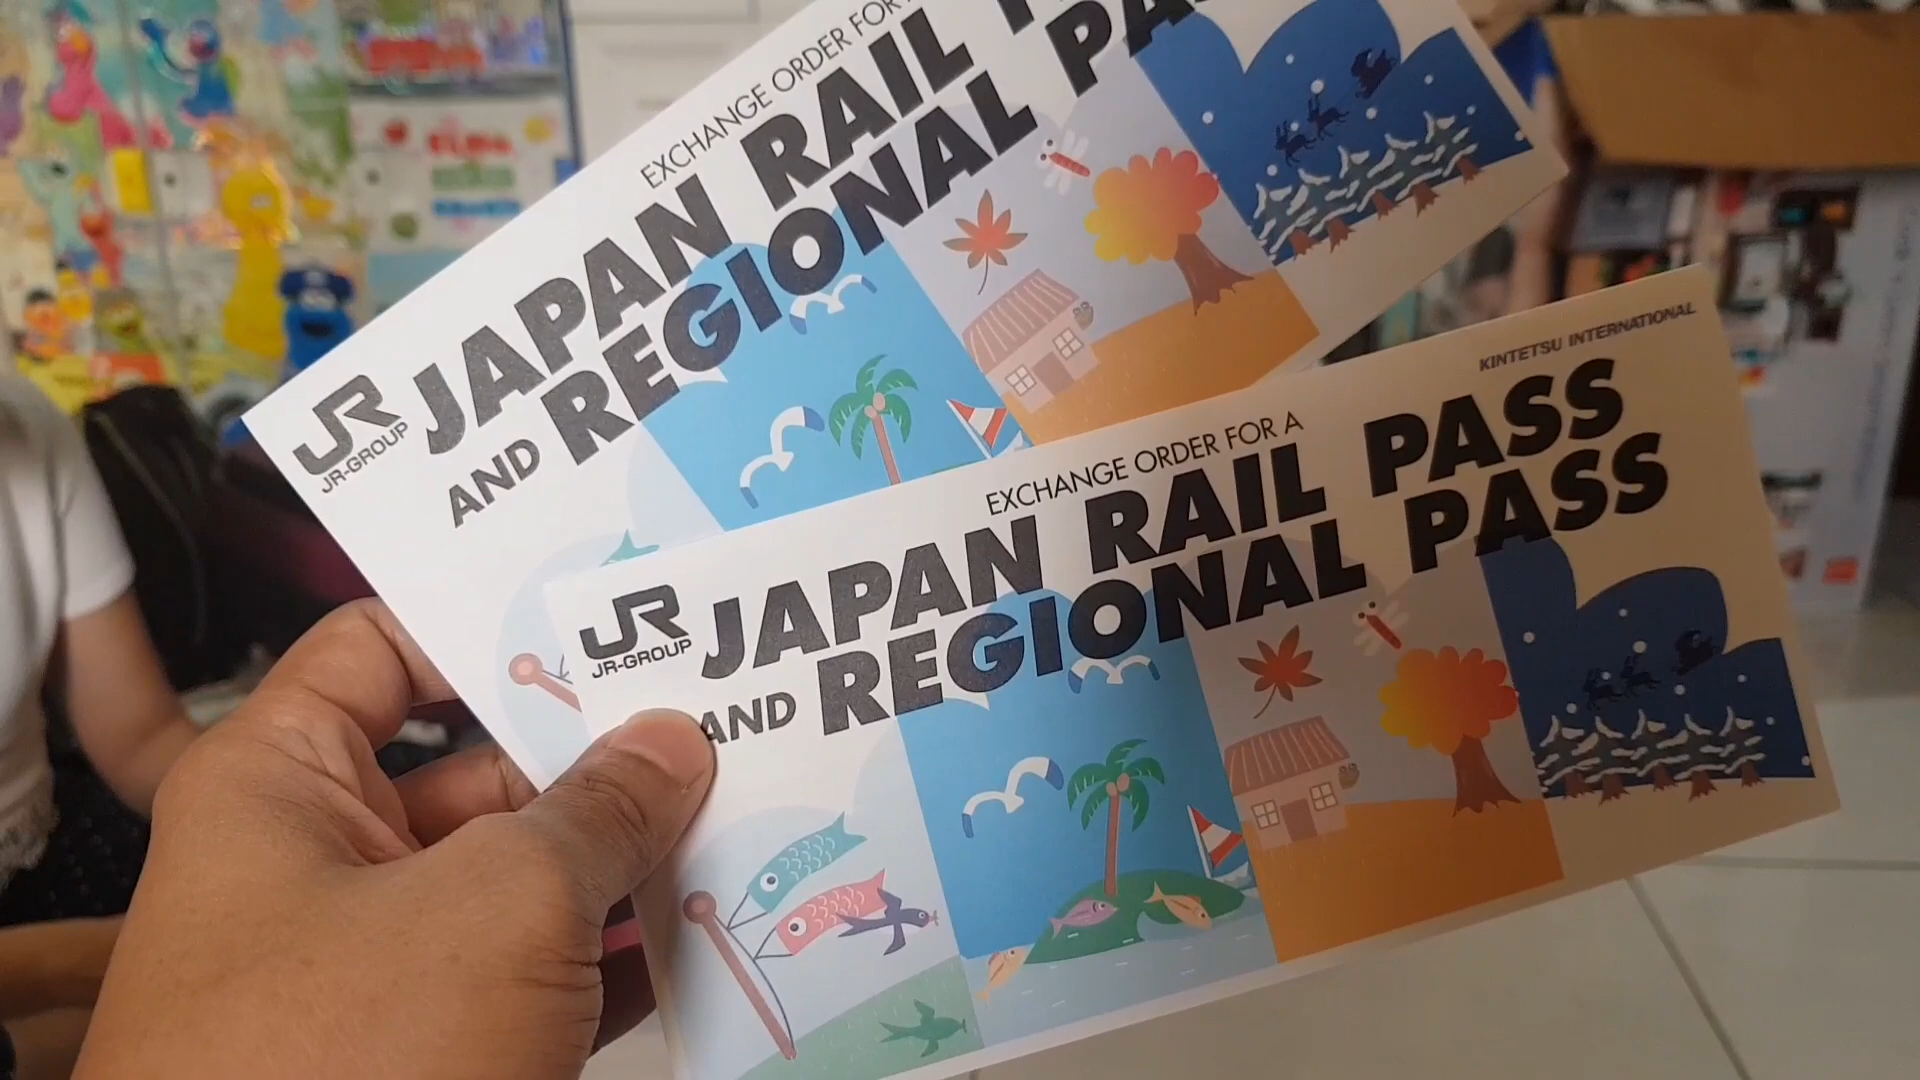 EXCHANGE ORDER FOR
JAPAN RAIL
AND REGIONAL
JR
JR-GROUP
KINTETSU INTERNATIONAL
EXCHANGE ORDER FOR A
JAPAN RAIL PASS
AND REGIONAL PASS
JR
JR-GROUP